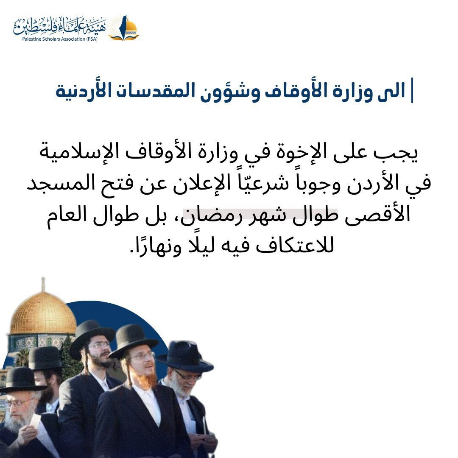 هيئة علماء فلسطين
Palestine Scholars Association (PSA)
الى وزارة الأوقاف وشؤون المقدسات الأردنية
يجب على الإخوة في وزارة الأوقاف الإسلامية
في الأردن وجوباً شرعيّاً الإعلان عن فتح المسجد
الأقصى طوال شهر رمضان، بل طوال العام
للاعتكاف فيه ليلًا ونهارًا.